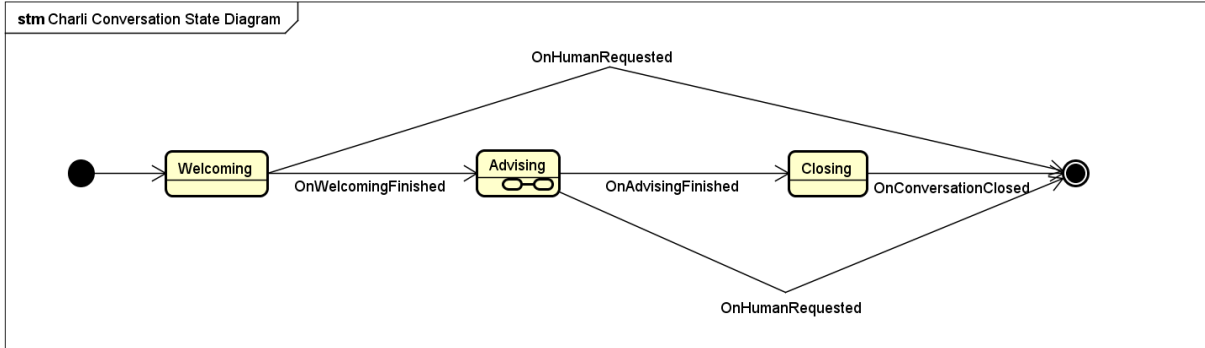 stm Charli Conversation State Diagram
OnHumanRequested
Welcoming
OnWelcomingFinished
Advising
OnAdvisingFinished
Closing
OnConversationClosed
OnHumanRequested